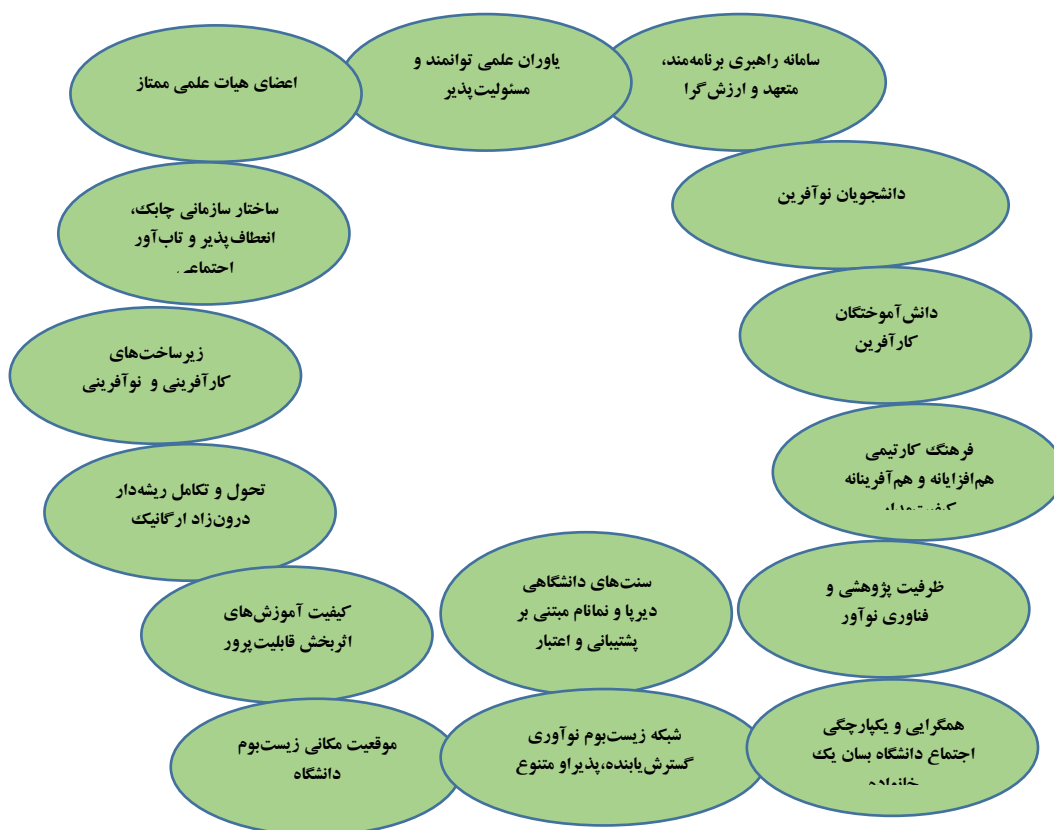 سامانه راهبری برنامه‌مند،
متعهد و ارزش‌گرا
یاوران علمی توانمند و
مسئولیت‌پذیر
اعضای هیات علمی ممتاز
دانشجویان نوآفرین
ساختار سازمانی چابک،
انعطاف‌پذیر و تاب‌آور
دانش‌آموختگان
کارآفرین
زیرساخت‌های
کارآفرینی و نوآفرینی
فرهنگ کارتیمی
هم‌افزایانه و هم‌آفرینانه
تحول و تکامل ریشه‌دار
درون‌زاد ارگانیک
ظرفیت پژوهشی و
فناوری نوآور
سنت‌های دانشگاهی
دیرپا و نمانام مبتنی بر
پشتیبانی و اعتبار
کیفیت آموزش‌های
اثربخش قابلیت‌پرور
همگرایی و یکپارچگی
اجتماع دانشگاه بسان یک
شبکه زیست‌بوم نوآوری
گسترش‌یابنده،پذیراو متنوع
موقعیت مکانی زیست‌بوم
دانشگاه